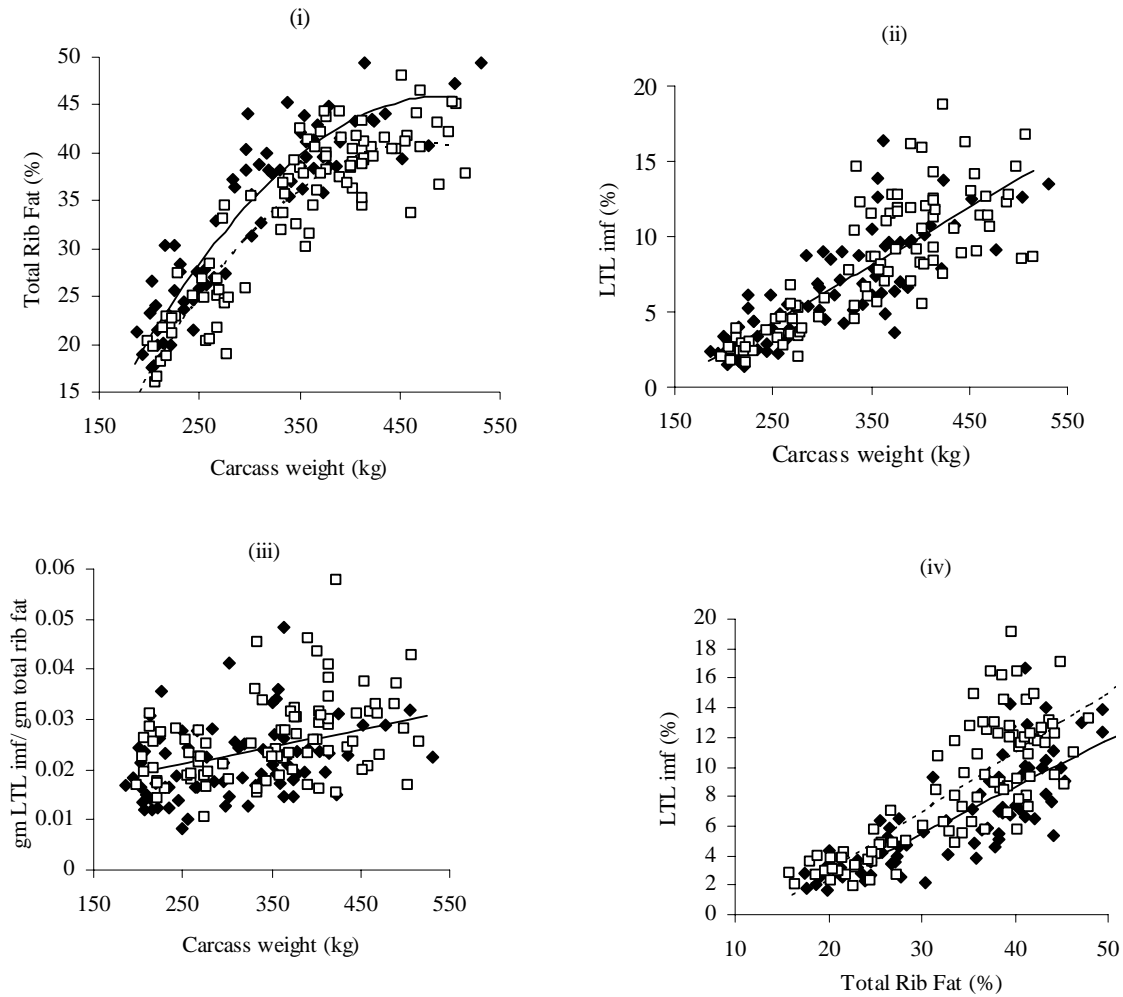 (i)
Total Rib Fat (%)
50
45
40
35
30
25
20
15
150 250 350 450 550
Carcass weight (kg)
(ii)
LTL imf (%)
20
15
10
5
0
150 250 350 450 550
Carcass weight (kg)
(iii)
gm LTL imf/ gm total rib fat
0.06
0.05
0.04
0.03
0.02
0.01
0
150 250 350 450 550
Carcass weight (kg)
(iv)
LTL imf (%)
20
18
16
14
12
10
8
6
4
2
0
10 20 30 40 50
Total Rib Fat (%)